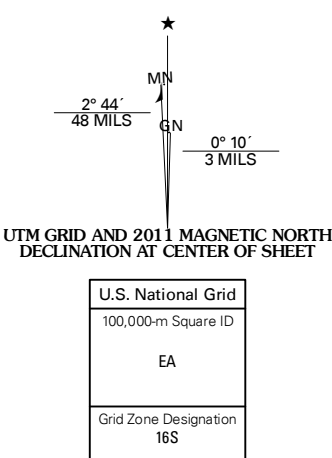 MN
2° 44´
48 MILS
GN
0° 10´
3 MILS
UTM GRID AND 2011 MAGNETIC NORTH
DECLINATION AT CENTER OF SHEET
U.S. National Grid
100,000-m Square ID
EA
Grid Zone Designation
16S